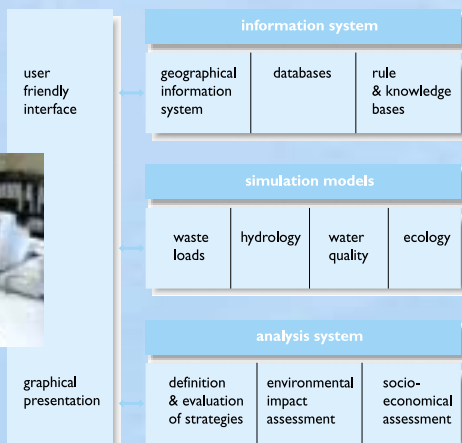 user
friendly
interface
information system
geographical
information
system
databases
rule
& knowledge
bases
simulation models
waste
loads
hydrology
water
quality
ecology
graphical
presentation
analysis system
definition
& evaluation
of strategies
environmental
impact
assessment
socio-
economical
assessment